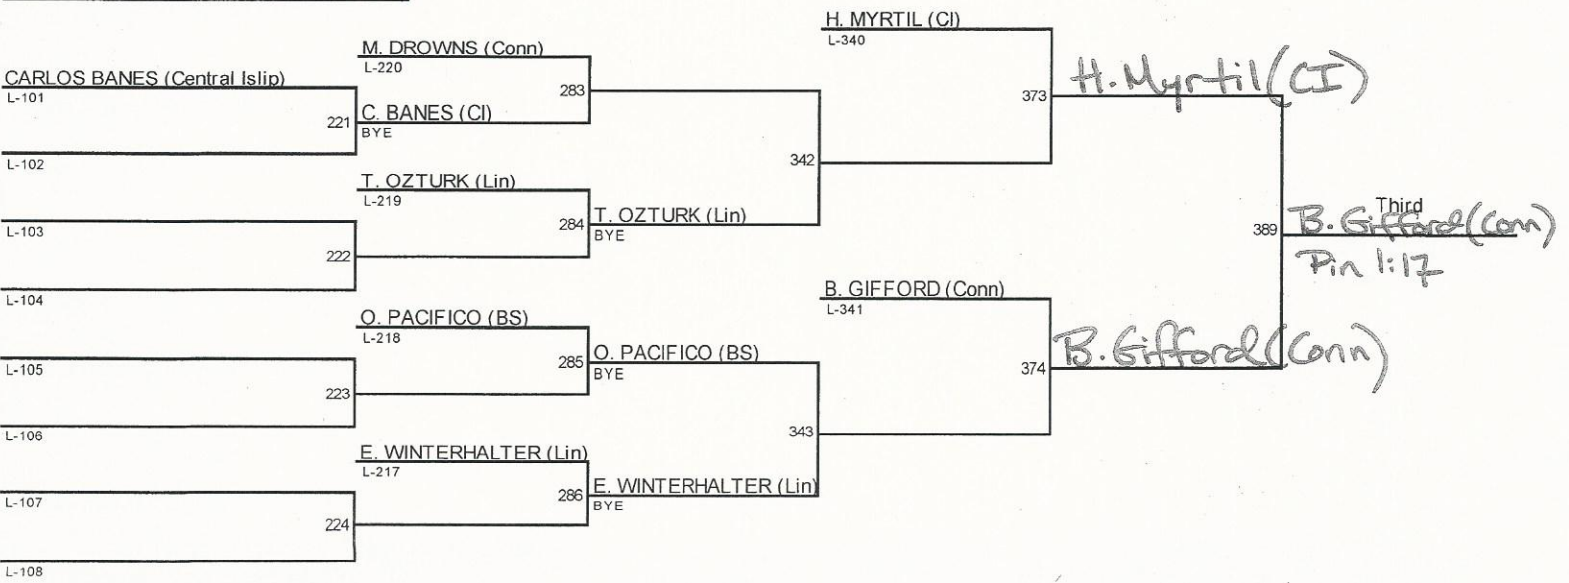 H. MYRTIL (CI)
L-340
M. DROWNS (Conn)
L-220
CARLOS BANES (Central Islip)
L-101
283
373
H. Myrtil (CI)
221
C. BANES (CI)
BYE
L-102
342
T. OZTURK (Lin)
L-219
Third
L-103
284
T. OZTURK (Lin)
BYE
389
B. Gifford (Conn)
Pin 1:17
222
L-104
B. GIFFORD (Conn)
L-341
O. PACIFICO (BS)
L-218
285
O. PACIFICO (BS)
BYE
374
B. Gifford (Conn)
L-105
223
L-106
343
E. WINTERHALTER (Lin)
L-217
286
E. WINTERHALTER (Lin)
BYE
L-107
224
L-108